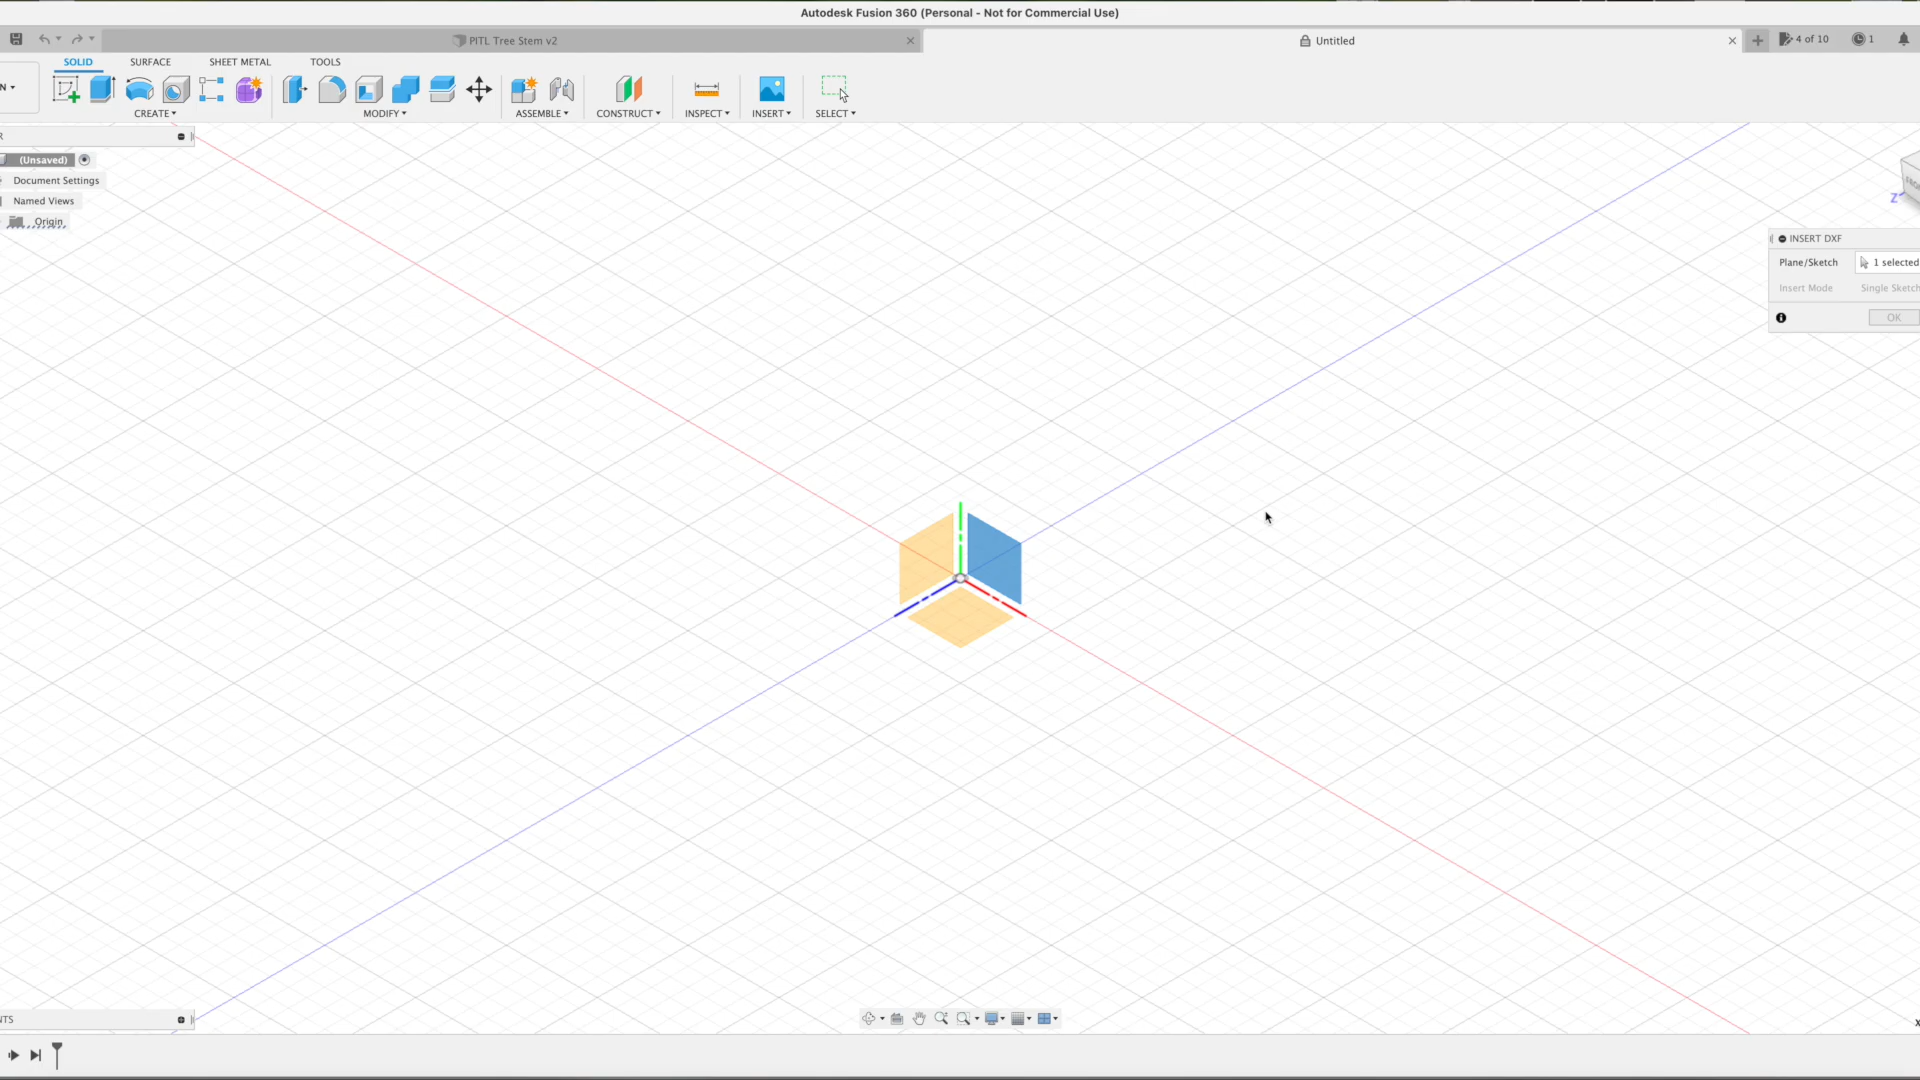 Autodesk Fusion 360 (Personal - Not for Commercial Use)
PITL Tree Stem v2
Untitled
4 of 10
1
SOLID SURFACE SHEET METAL TOOLS
N
CREATE MODIFY ASSEMBLE CONSTRUCT INSPECT INSERT SELECT
R
(Unsaved)
Document Settings
Named Views
Origin
FRO
Z
INSERT DXF
Plane/Sketch 1 selected
Insert Mode Single Sketch
OK
NTS
X